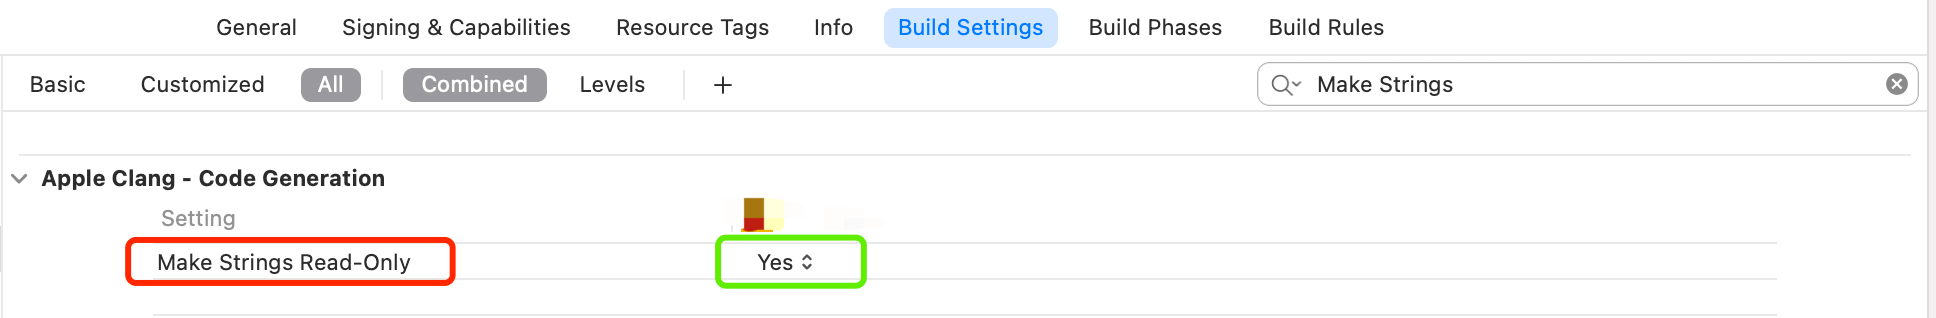 General Signing & Capabilities Resource Tags Info Build Settings Build Phases Build Rules
Basic Customized All Combined Levels + Make Strings
Apple Clang - Code Generation
Setting
Make Strings Read-Only Yes